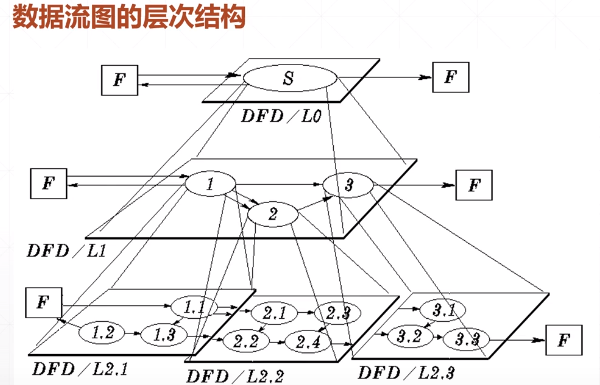 数据流图的层次结构
F
S
F
DFD/L0
F
1
3
F
2
DFD/L1
F
1.1
1.2
1.3
2.1
2.3
2.2
2.4
3.1
3.2
3.3
F
DFD/L2.1
DFD/L2.2
DFD/L2.3